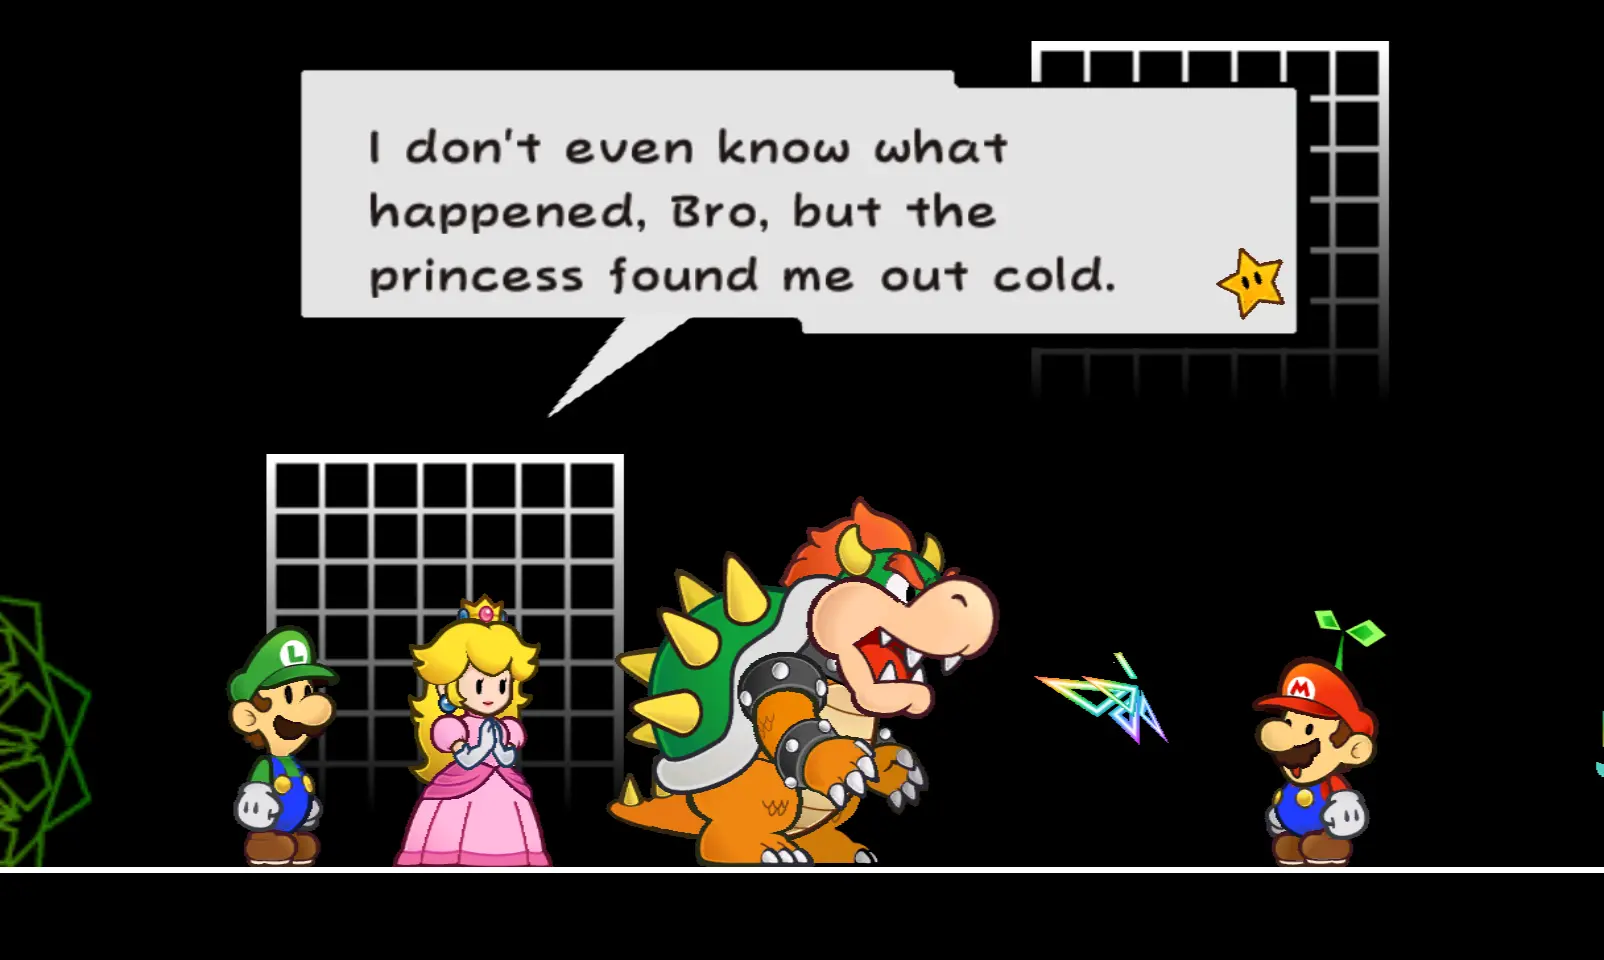 I don't even know what
happened, Bro, but the
princess found me out cold.
L
M